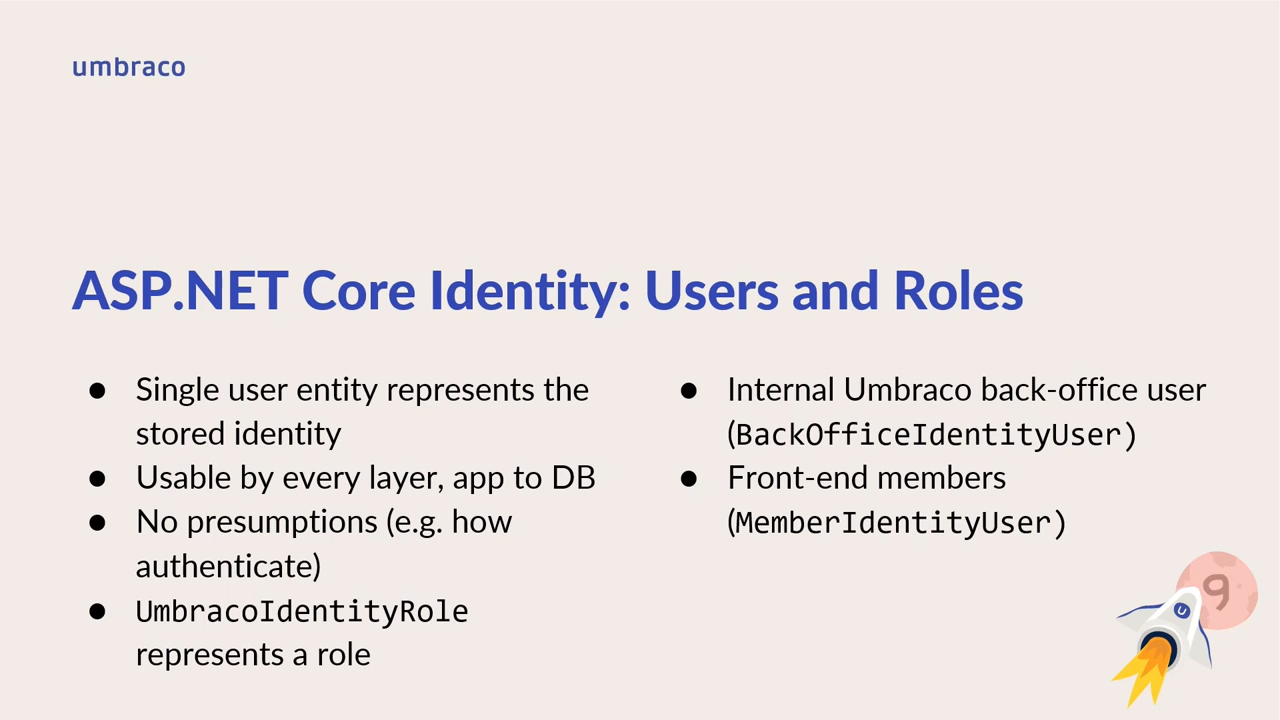 umbraco
ASP.NET Core Identity: Users and Roles
● Single user entity represents the
stored identity
● Usable by every layer, app to DB
● No presumptions (e.g. how
authenticate)
● UmbracoIdentityRole
represents a role
● Internal Umbraco back-office user
(BackOfficeIdentityUser)
● Front-end members
(MemberIdentityUser)
9
U